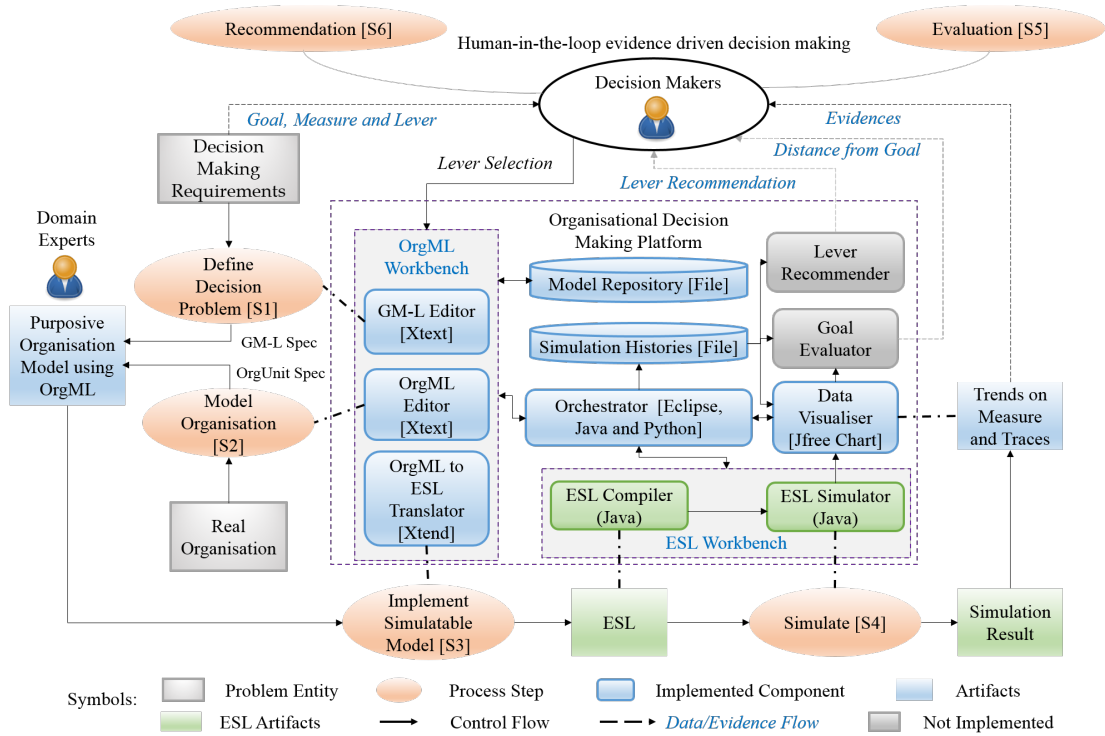 Recommendation [S6]
Evaluation [S5]
Human-in-the-loop evidence driven decision making
Decision Makers
Goal, Measure and Lever
Evidences
Decision
Making
Requirements
Distance from Goal
Lever Selection
Lever Recommendation
Domain
Experts
Organisational Decision
Making Platform
OrgML
Workbench
Lever
Recommender
Define
Decision
Problem [S1]
Model Repository [File]
GM-L Editor
[Xtext]
Purposive
Organisation
Model using
OrgML
GM-L Spec
Simulation Histories [File]
Goal
Evaluator
OrgUnit Spec
OrgML
Editor
[Xtext]
Model
Organisation
[S2]
Orchestrator [Eclipse,
Java and Python]
Data
Visualiser
[Jfree Chart]
Trends on
Measure
and Traces
OrgML to
ESL
Translator
[Xtend]
ESL Compiler
(Java)
ESL Simulator
(Java)
ESL Workbench
Real
Organisation
Implement
Simulatable
Model [S3]
ESL
Simulate [S4]
Simulation
Result
Symbols:
Problem Entity
Process Step
Implemented Component
Artifacts
ESL Artifacts
Control Flow
Data/Evidence Flow
Not Implemented